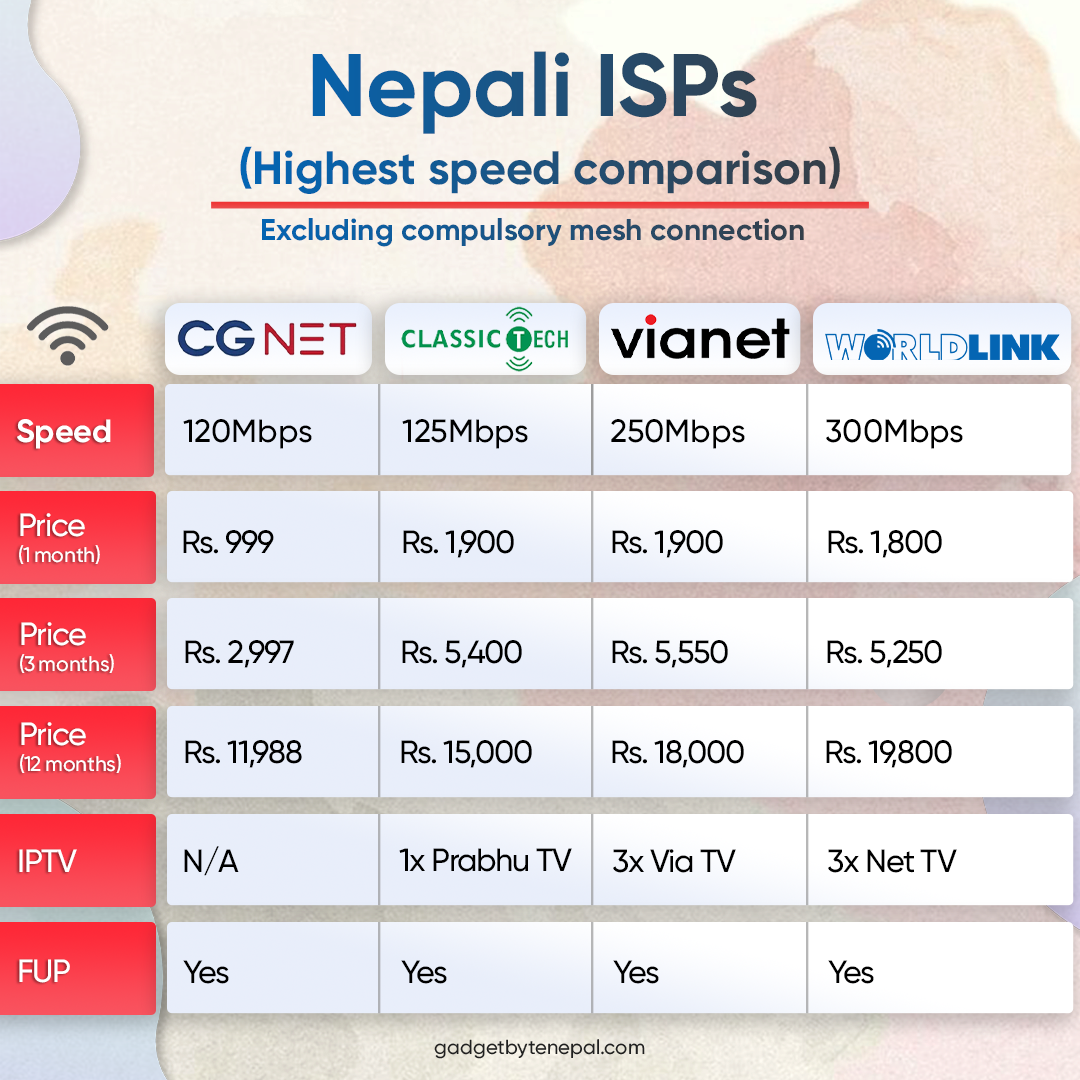 Nepali ISPs
(Highest speed comparison)
Excluding compulsory mesh connection
CG NET CLASSIC TECH vianet WORLDLINK
Speed 120Mbps 125Mbps 250Mbps 300Mbps
Price
(1 month) Rs. 999 Rs. 1,900 Rs. 1,900 Rs. 1,800
Price
(3 months) Rs. 2,997 Rs. 5,400 Rs. 5,550 Rs. 5,250
Price
(12 months) Rs. 11,988 Rs. 15,000 Rs. 18,000 Rs. 19,800
IPTV N/A 1x Prabhu TV 3x Via TV 3x Net TV
FUP Yes Yes Yes Yes
gadgetbytenepal.com